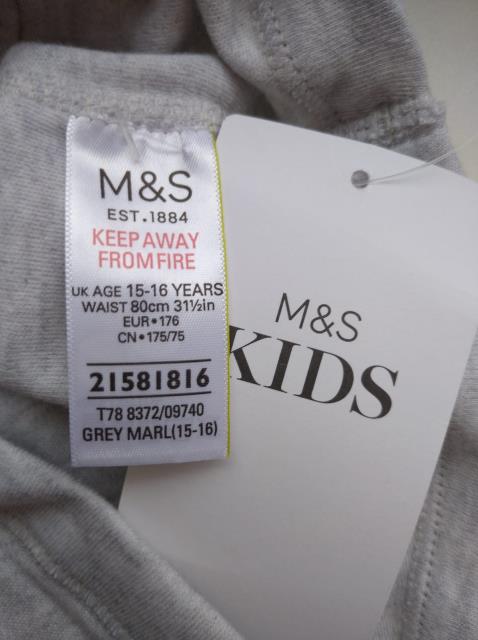 M&S
EST.1884
KEEP AWAY
FROM FIRE
UK AGE 15-16 YEARS
WAIST 80cm 31½in
EUR•176
CN•175/75
21581816
T78 8372/09740
GREY MARL(15-16)
M&S
KIDS